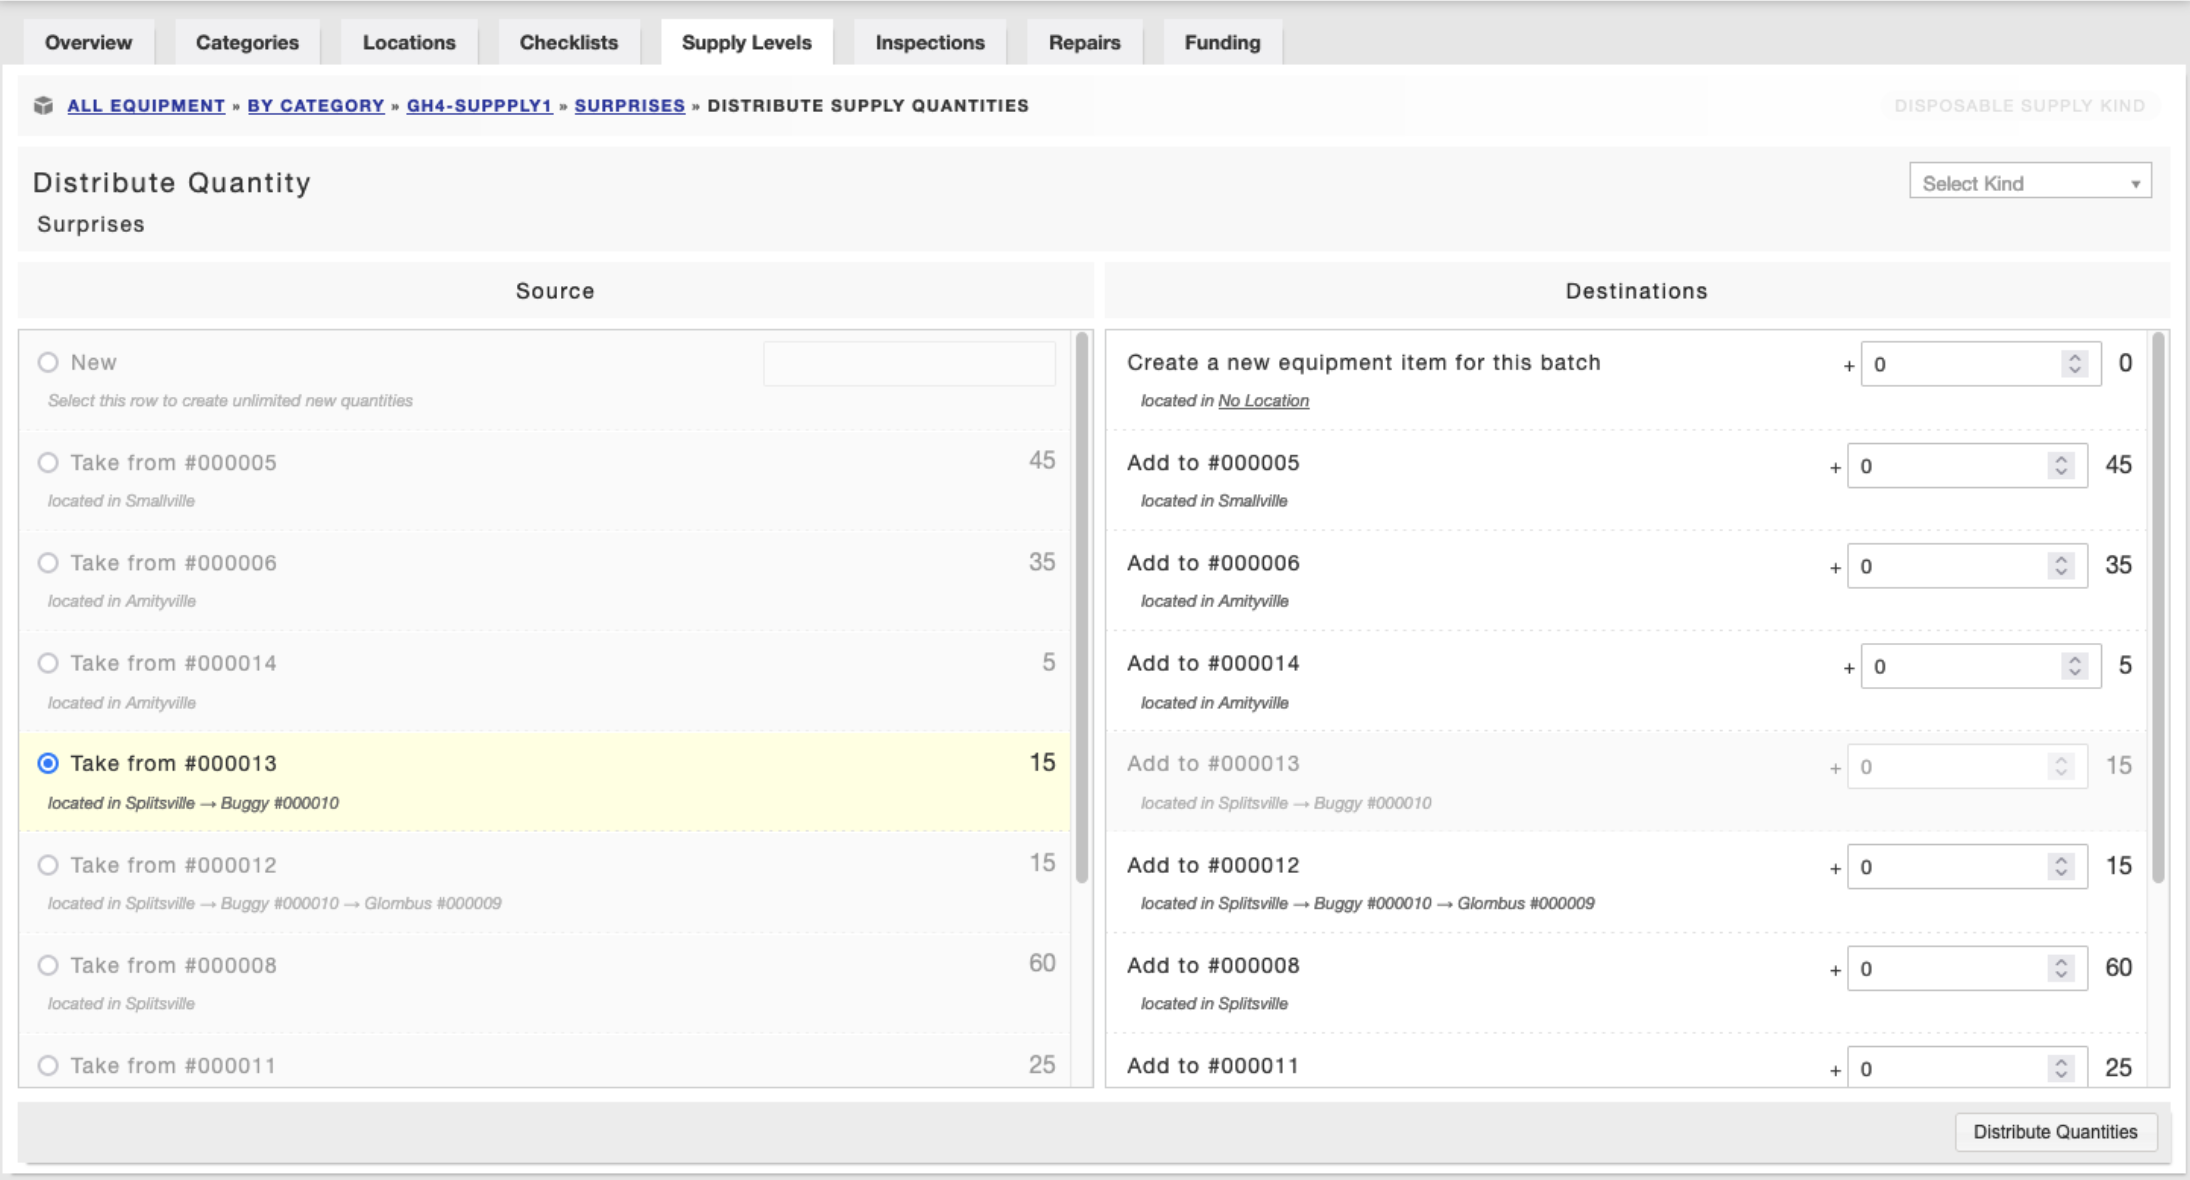 Overview Categories Locations Checklists Supply Levels Inspections Repairs Funding
ALL EQUIPMENT » BY CATEGORY » GH4-SUPPPLY1 » SURPRISES » DISTRIBUTE SUPPLY QUANTITIES DISPOSABLE SUPPLY KIND
Distribute Quantity
Select Kind
Surprises
Source
Destinations
New
Select this row to create unlimited new quantities
Take from #000005 45
located in Smallville
Take from #000006 35
located in Amityville
Take from #000014 5
located in Amityville
Take from #000013 15
located in Splitsville → Buggy #000010
Take from #000012 15
located in Splitsville → Buggy #000010 → Glombus #000009
Take from #000008 60
located in Splitsville
Take from #000011 25
Create a new equipment item for this batch + 0 0
located in No Location
Add to #000005 + 0 45
located in Smallville
Add to #000006 + 0 35
located in Amityville
Add to #000014 + 0 5
located in Amityville
Add to #000013 + 0 15
located in Splitsville → Buggy #000010
Add to #000012 + 0 15
located in Splitsville → Buggy #000010 → Glombus #000009
Add to #000008 + 0 60
located in Splitsville
Add to #000011 + 0 25
Distribute Quantities